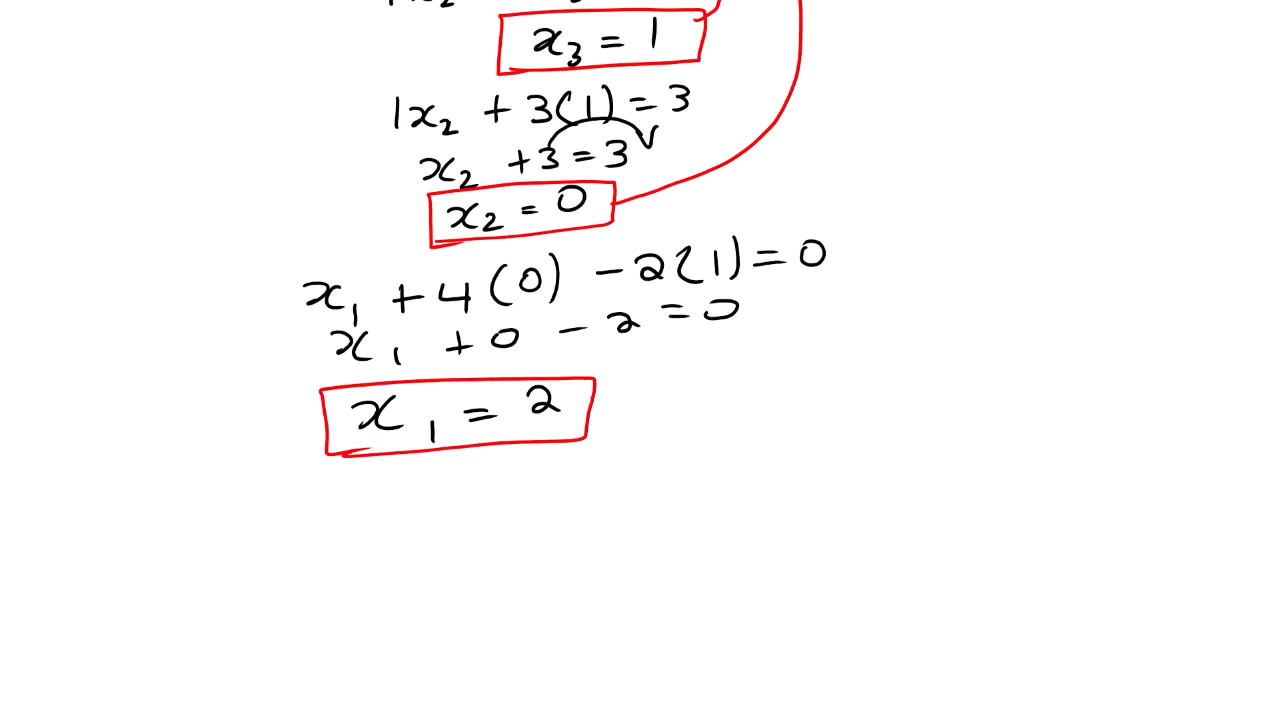 x₃ = 1
1x₂ + 3(1) = 3
x₂ + 3 = 3
x₂ = 0
x₁ + 4(0) - 2(1) = 0
x₁ + 0 - 2 = 0
x₁ = 2